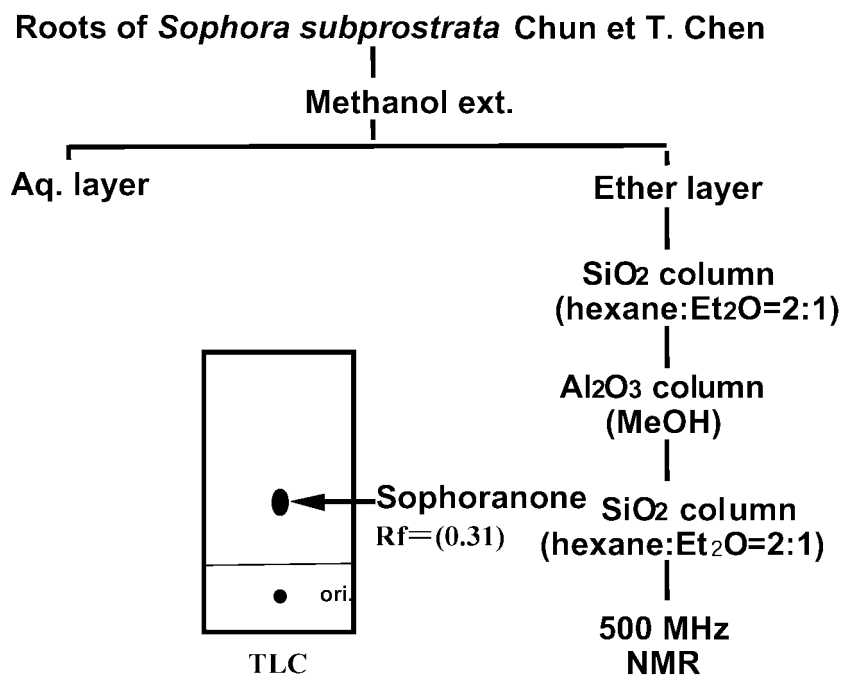 Roots of Sophora subprostrata Chun et T. Chen
Methanol ext.
Aq. layer
Ether layer
SiO2 column
(hexane:Et2O=2:1)
Al2O3 column
(MeOH)
Sophoranone
Rf=(0.31)
SiO2 column
(hexane:Et2O=2:1)
ori.
500 MHz
NMR
TLC